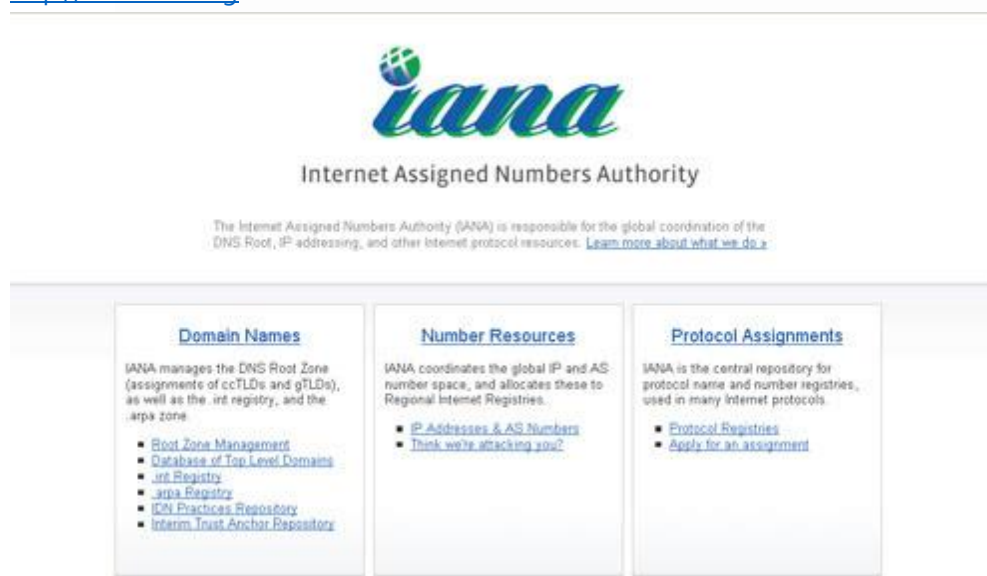 iana
Internet Assigned Numbers Authority
The Internet Assigned Numbers Authority (IANA) is responsible for the global coordination of the
DNS Root, IP addressing, and other Internet protocol resources. Learn more about what we do »
Domain Names
IANA manages the DNS Root Zone
(assignments of ccTLDs and gTLDs),
as well as the .int registry, and the
.arpa zone.
Root Zone Management
Database of Top Level Domains
.int Registry
.arpa Registry
IDN Practices Repository
Interim Trust Anchor Repository
Number Resources
IANA coordinates the global IP and AS
number space, and allocates these to
Regional Internet Registries.
IP Addresses & AS Numbers
Think we're attacking you?
Protocol Assignments
IANA is the central repository for
protocol name and number registries,
used in many Internet protocols.
Protocol Registries
Apply for an assignment